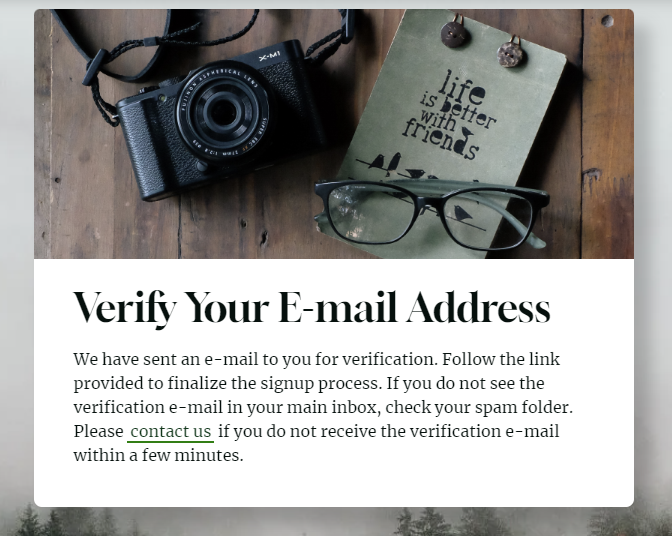 X-M1
FUJINON ASPHERICAL LENS
life
is better
with
friends
Verify Your E-mail Address
We have sent an e-mail to you for verification. Follow the link
provided to finalize the signup process. If you do not see the
verification e-mail in your main inbox, check your spam folder.
Please contact us if you do not receive the verification e-mail
within a few minutes.